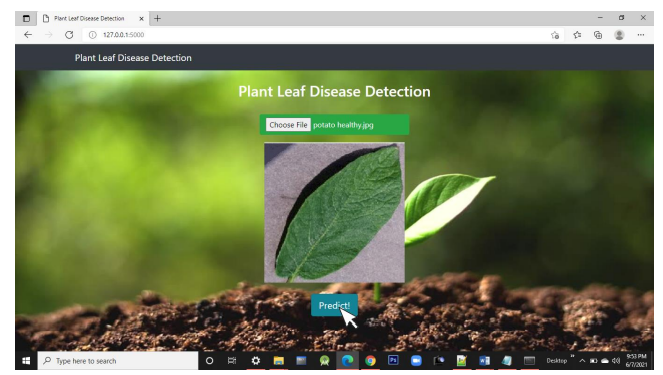 Plant Leaf Disease Detection
127.0.0.1:5000
Plant Leaf Disease Detection
Plant Leaf Disease Detection
Choose File potato healthy.jpg
Predict!
Type here to search
Desktop
9:53 PM
6/7/2021